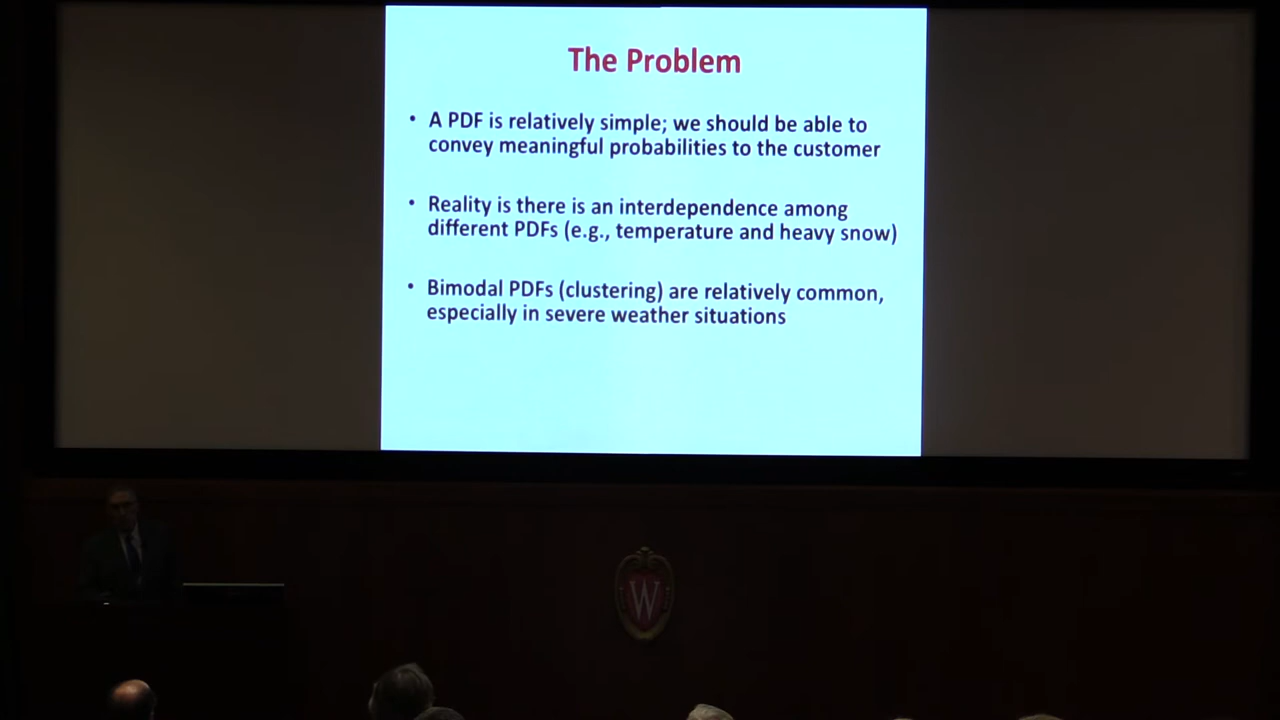 The Problem
• A PDF is relatively simple; we should be able to
convey meaningful probabilities to the customer
• Reality is there is an interdependence among
different PDFs (e.g., temperature and heavy snow)
• Bimodal PDFs (clustering) are relatively common,
especially in severe weather situations
W